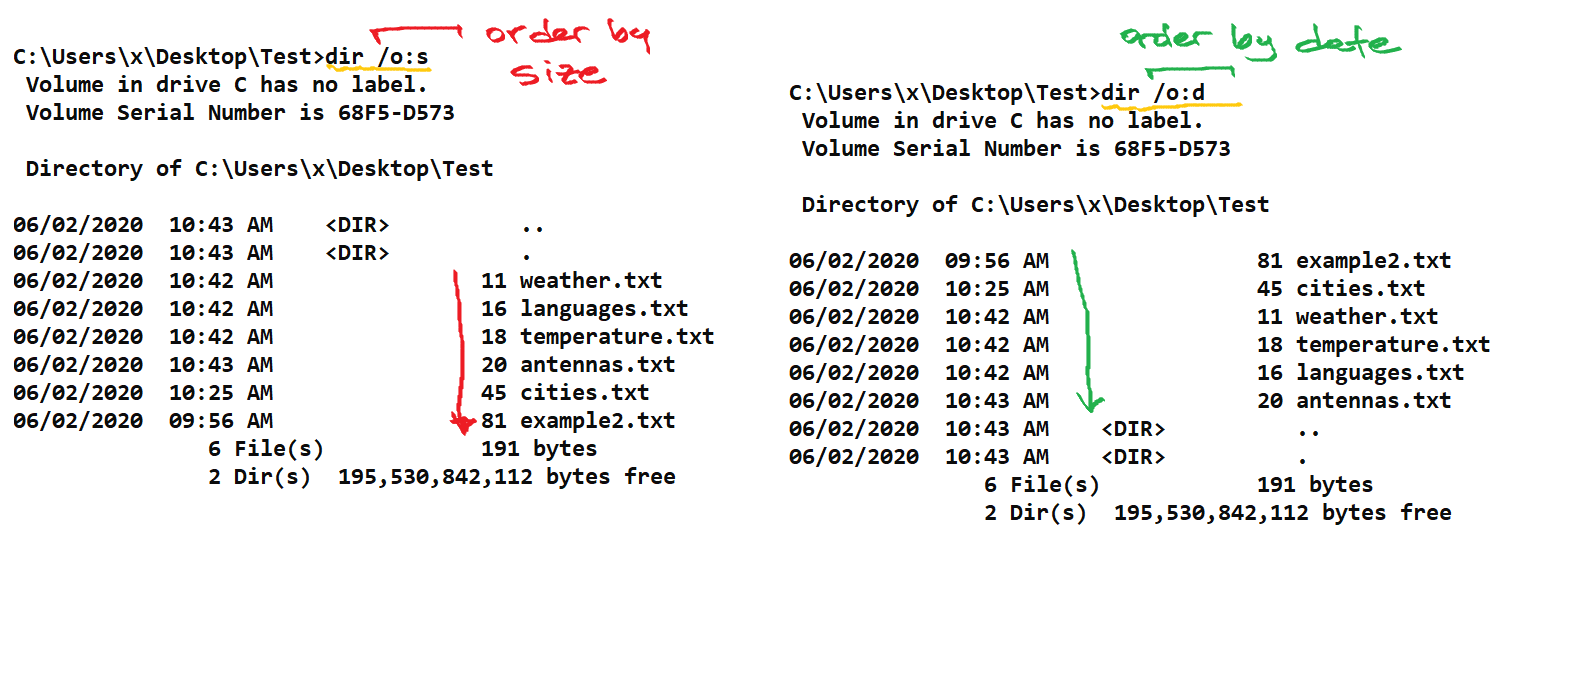 order by
size
C:\Users\x\Desktop\Test>dir /o:s
Volume in drive C has no label.
Volume Serial Number is 68F5-D573
Directory of C:\Users\x\Desktop\Test
06/02/2020  10:43 AM    <DIR>          ..
06/02/2020  10:43 AM    <DIR>          .
06/02/2020  10:42 AM                11 weather.txt
06/02/2020  10:42 AM                16 languages.txt
06/02/2020  10:42 AM                18 temperature.txt
06/02/2020  10:43 AM                20 antennas.txt
06/02/2020  10:25 AM                45 cities.txt
06/02/2020  09:56 AM                81 example2.txt
6 File(s)            191 bytes
2 Dir(s)  195,530,842,112 bytes free
order by date
C:\Users\x\Desktop\Test>dir /o:d
Volume in drive C has no label.
Volume Serial Number is 68F5-D573
Directory of C:\Users\x\Desktop\Test
06/02/2020  09:56 AM                81 example2.txt
06/02/2020  10:25 AM                45 cities.txt
06/02/2020  10:42 AM                11 weather.txt
06/02/2020  10:42 AM                18 temperature.txt
06/02/2020  10:42 AM                16 languages.txt
06/02/2020  10:43 AM                20 antennas.txt
06/02/2020  10:43 AM    <DIR>          ..
06/02/2020  10:43 AM    <DIR>          .
6 File(s)            191 bytes
2 Dir(s)  195,530,842,112 bytes free